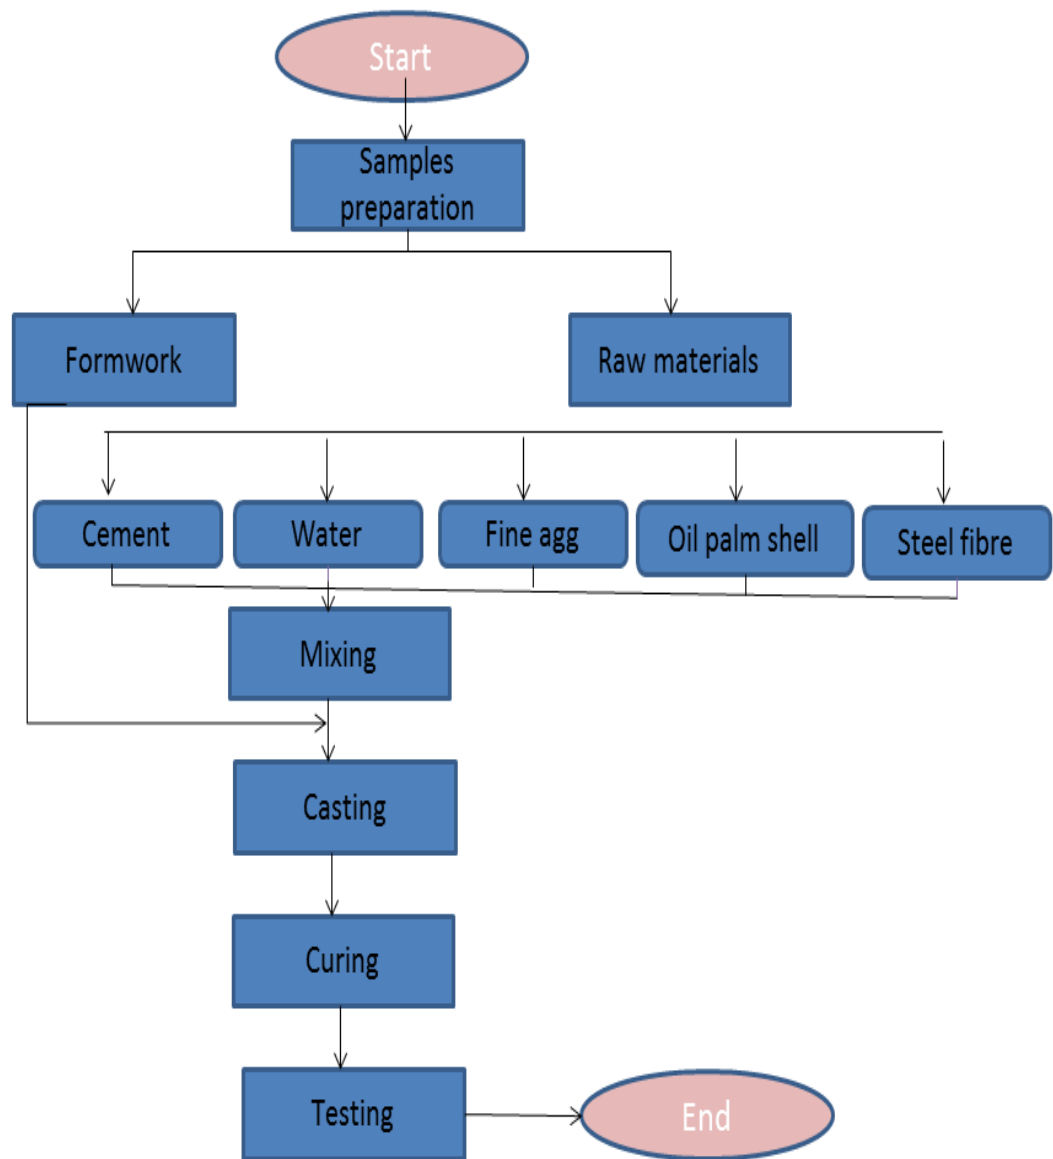 Start
Samples
preparation
Formwork
Raw materials
Cement
Water
Fine agg
Oil palm shell
Steel fibre
Mixing
Casting
Curing
Testing
End